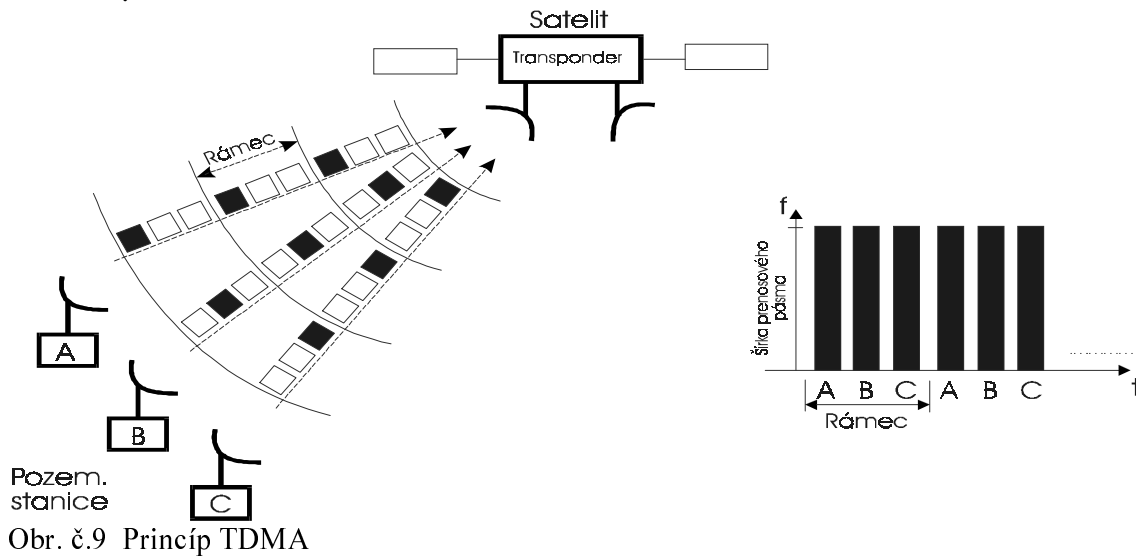 Satelit
Transponder
Rámec
A
B
C
Pozem.
stanice
f
Šírka prenosového
pásma
A B C A B C
t
Rámec
Obr. č.9 Princíp TDMA